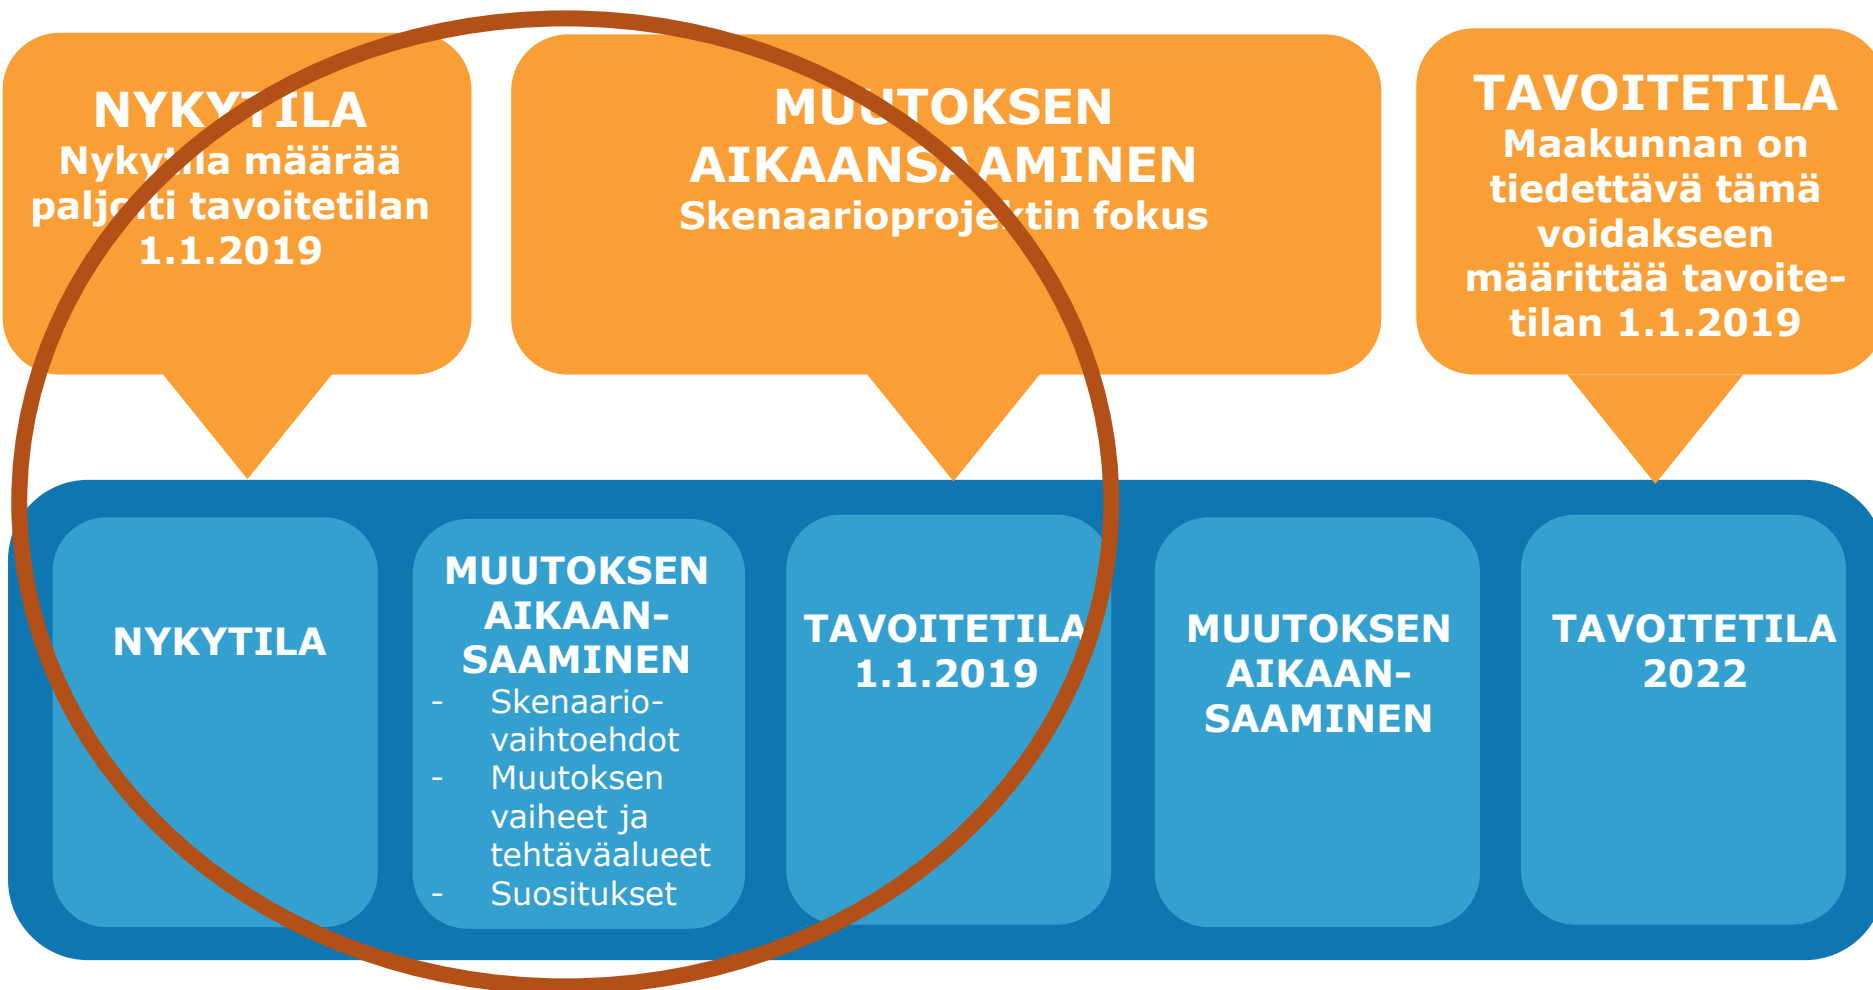 NYKYTILA
Nykytila määrää
paljolti tavoitetilan
1.1.2019
MUUTOKSEN
AIKAANSAAMINEN
Skenaarioprojektin fokus
TAVOITETILA
Maakunnan on
tiedettävä tämä
voidakseen
määrittää tavoite-
tilan 1.1.2019
NYKYTILA
MUUTOKSEN
AIKAAN-
SAAMINEN
- Skenaario-
vaihtoehdot
- Muutoksen
vaiheet ja
tehtäväalueet
- Suositukset
TAVOITETILA
1.1.2019
MUUTOKSEN
AIKAAN-
SAAMINEN
TAVOITETILA
2022